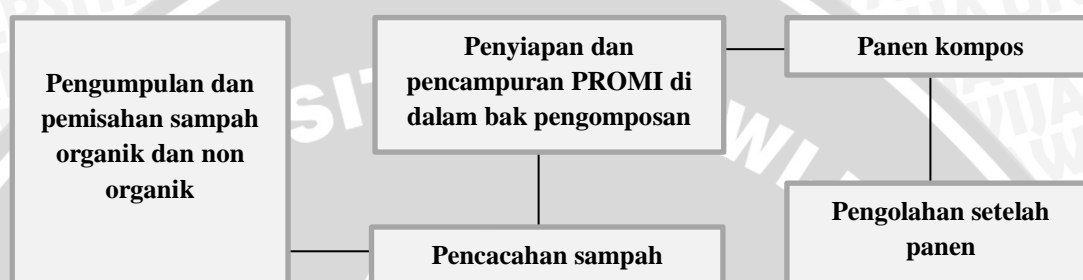 Pengumpulan dan
pemisahan sampah
organik dan non
organik
Pencacahan sampah
Penyiapan dan
pencampuran PROMI di
dalam bak pengomposan
Panen kompos
Pengolahan setelah
panen